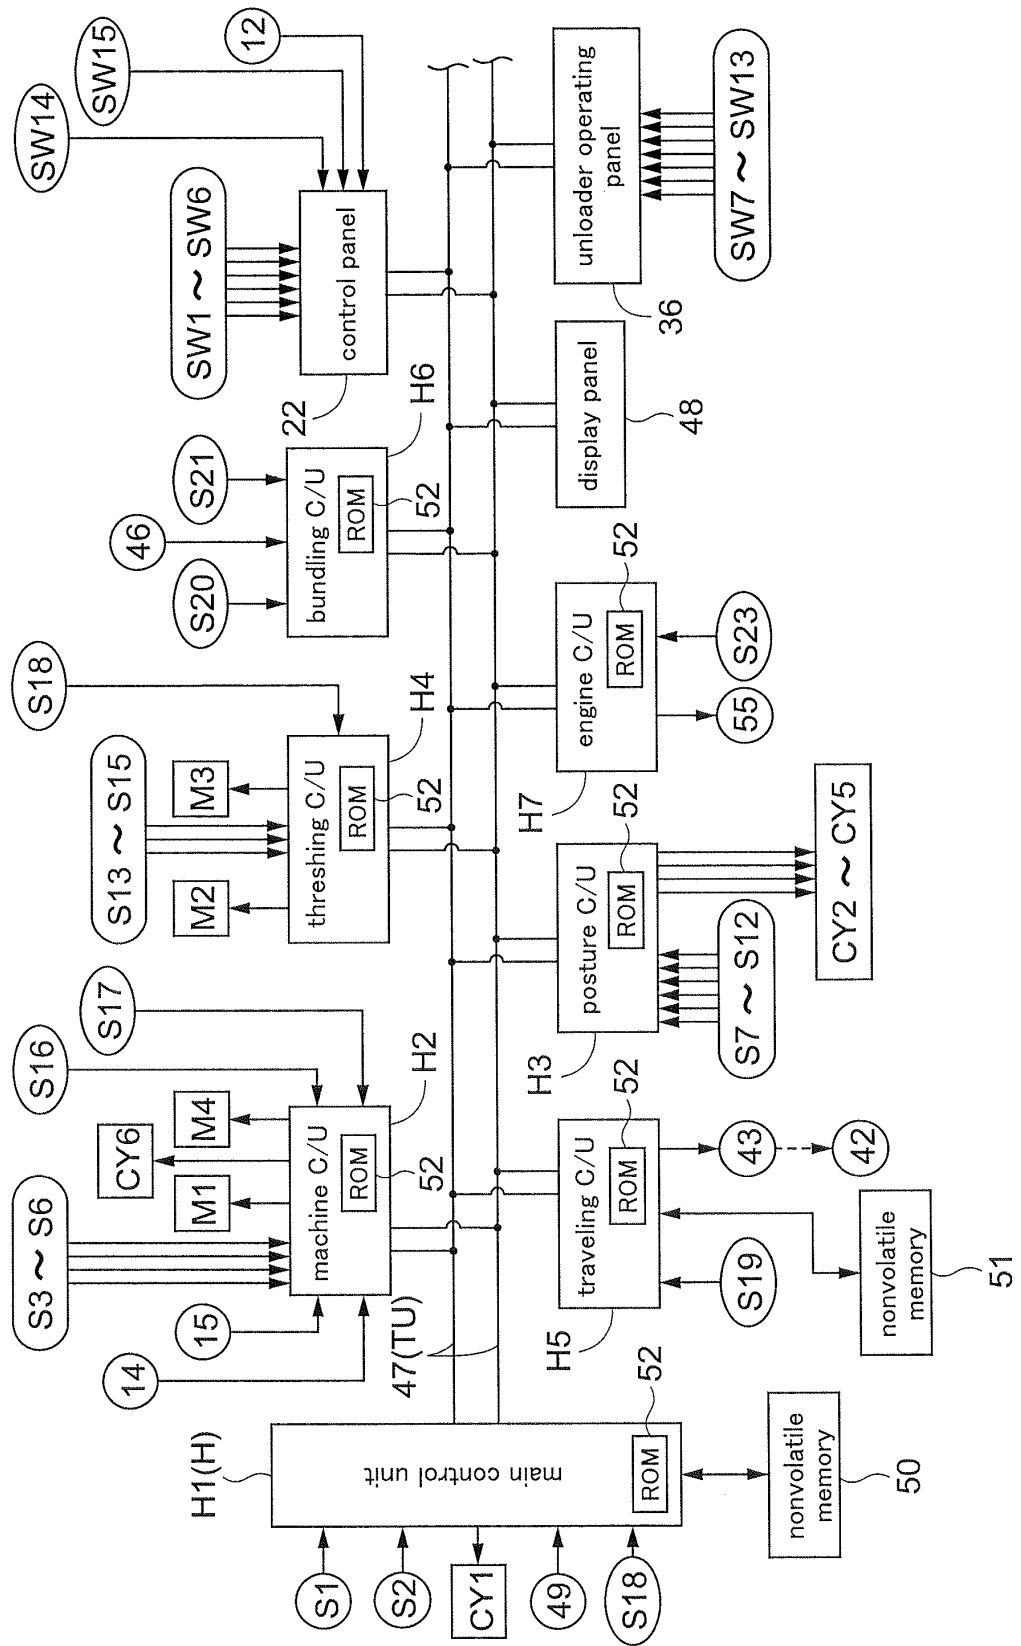 H1(H)
main control unit
ROM
52
S1
S2
CY1
49
S18
nonvolatile
memory
50
47(TU)
S3～S6
15
14
CY6
M1
M4
S16
S17
machine C/U
ROM
52
H2
S13～S15
M2
M3
S18
threshing C/U
ROM
52
H4
S20
46
S21
bundling C/U
ROM
52
H6
SW1～SW6
SW14
SW15
12
control panel
22
traveling C/U
ROM
52
H5
S19
43
42
nonvolatile
memory
51
posture C/U
ROM
52
H3
S7～S12
CY2～CY5
engine C/U
ROM
52
H7
55
S23
display panel
48
unloader operating
panel
36
SW7～SW13